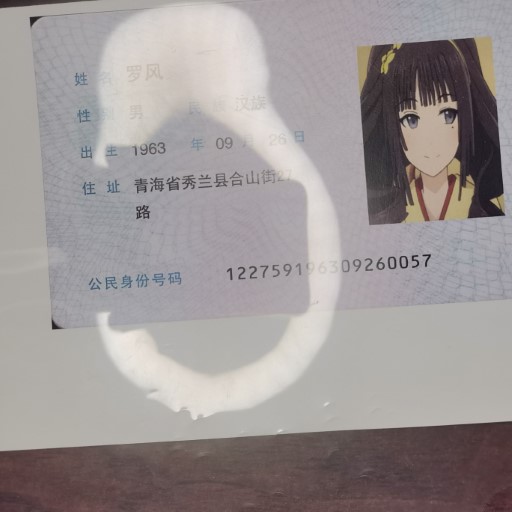 姓名 罗风
性别 男 民族 汉族
出生 1963 年 09 月 26 日
住址 青海省秀兰县合山街27
路
公民身份号码 122759196309260057